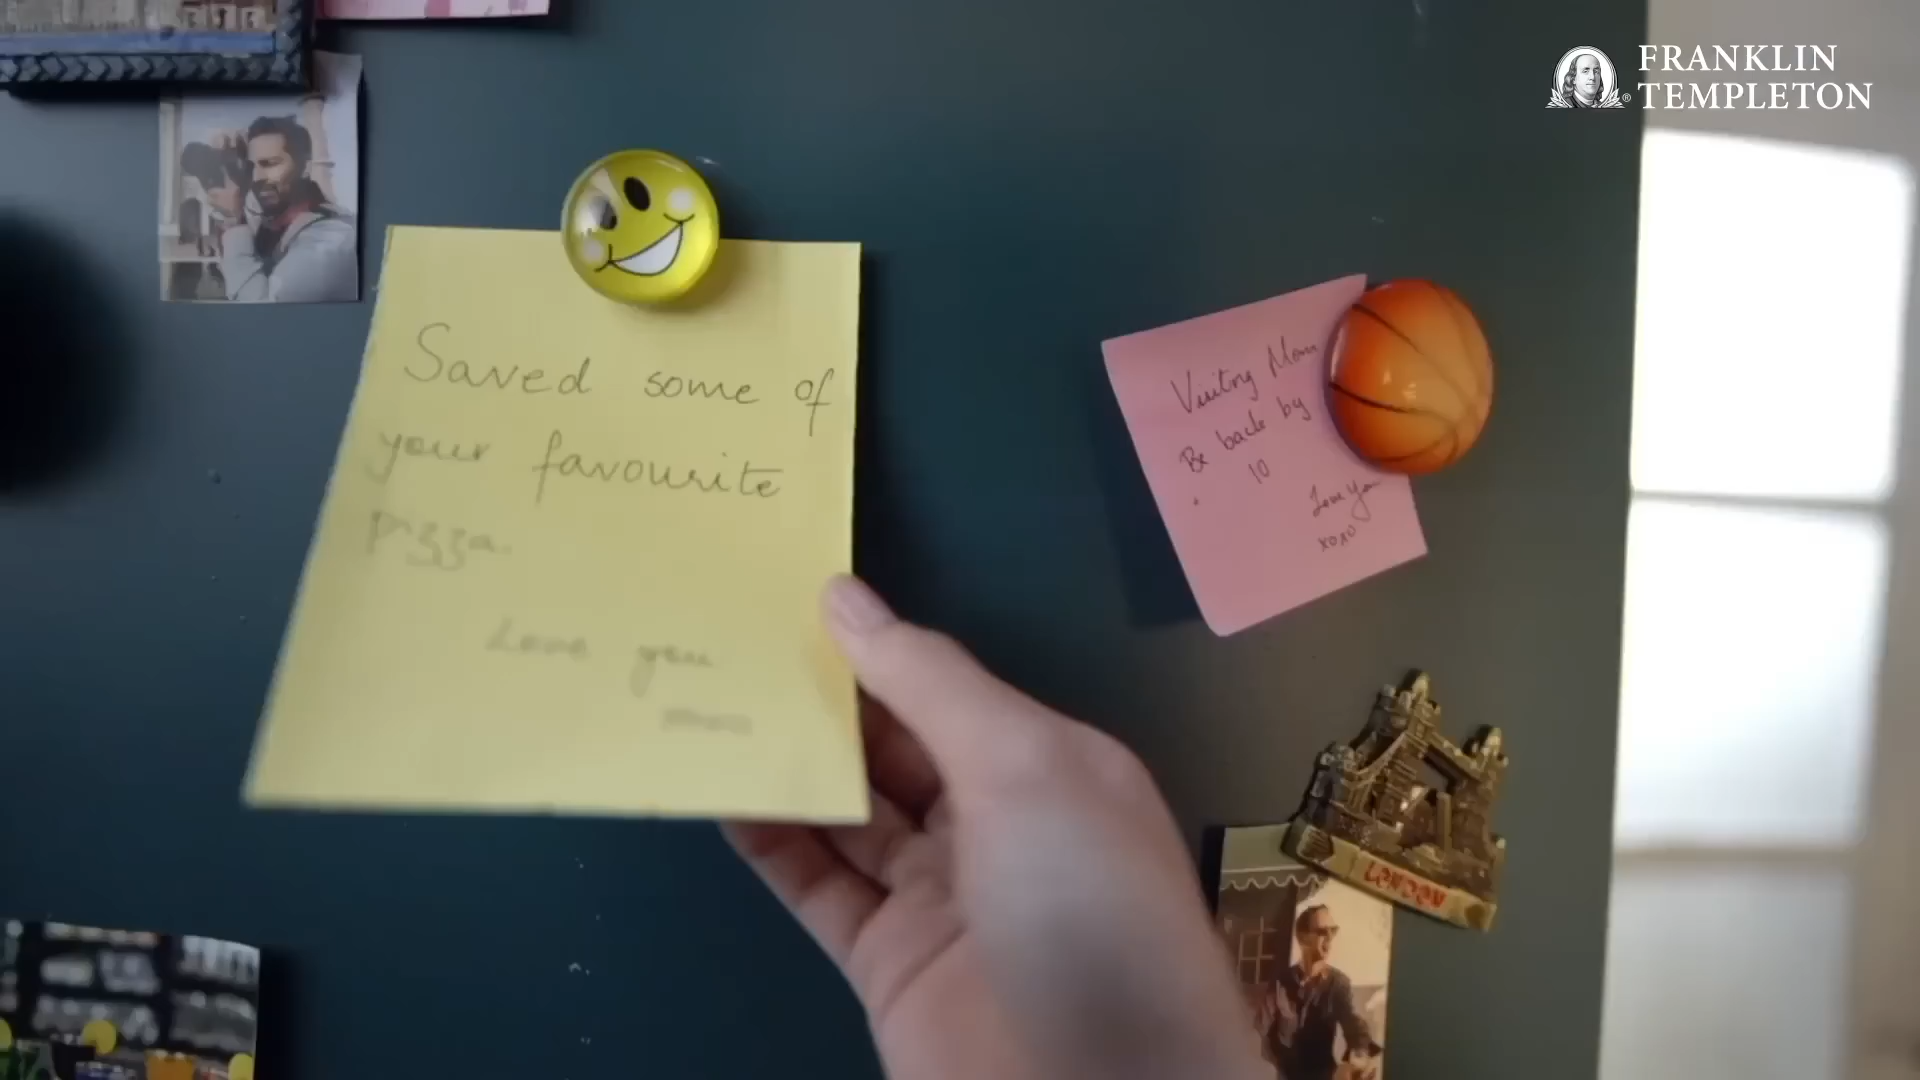 FRANKLIN
TEMPLETON
Saved some of
your favourite
pizza.
Love you
Visiting Mom
Be back by
10
Love You
xoxo
LONDON